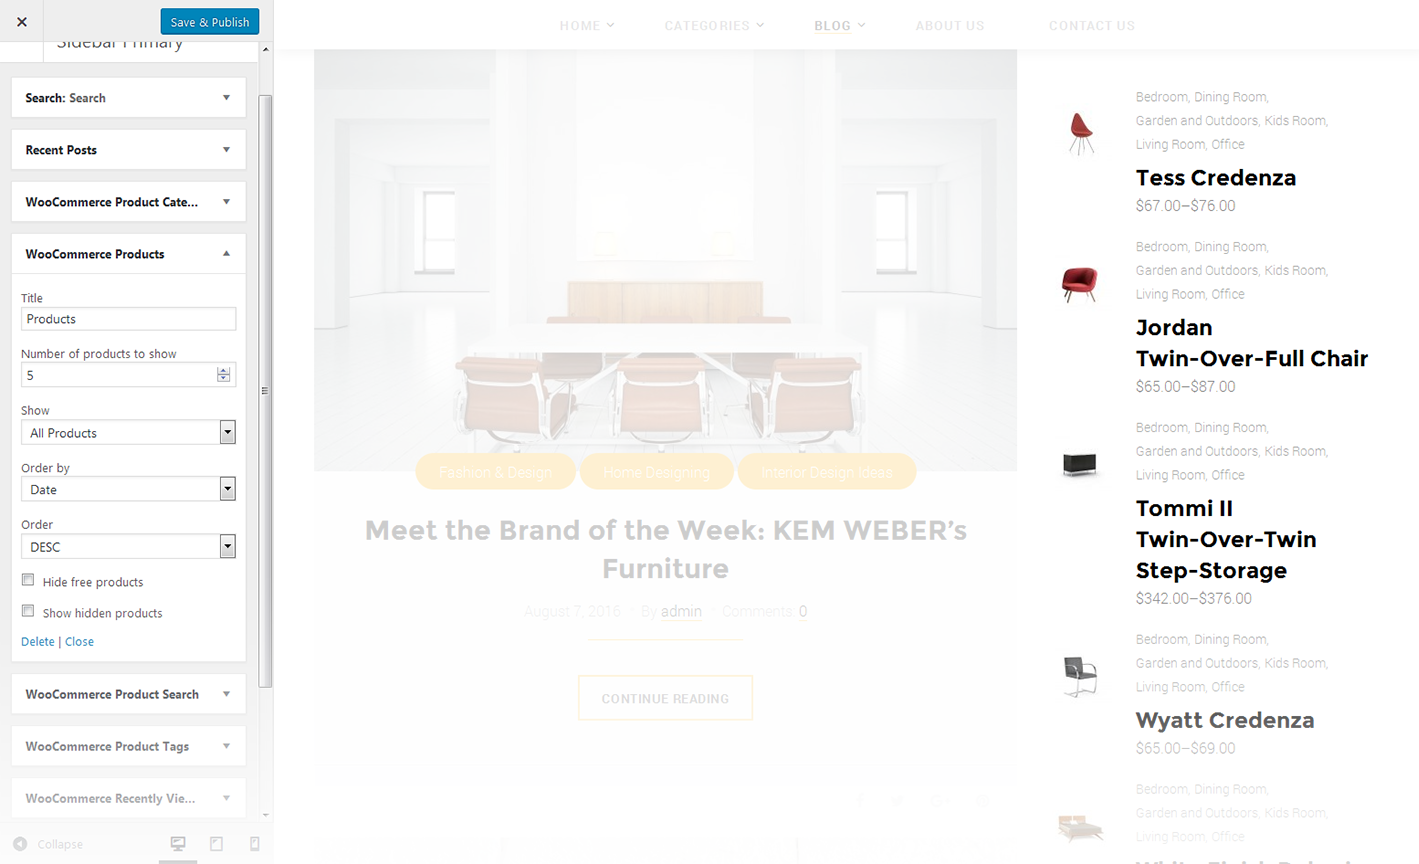 Save & Publish
Sidebar Primary
Search: Search
Recent Posts
WooCommerce Product Cate...
WooCommerce Products
Title
Products
Number of products to show
5
Show
All Products
Order by
Date
Order
DESC
Hide free products
Show hidden products
Delete | Close
WooCommerce Product Search
WooCommerce Product Tags
WooCommerce Recently Vie...
Collapse
HOME
CATEGORIES
BLOG
ABOUT US
CONTACT US
Fashion & Design
Home Designing
Interior Design Ideas
Meet the Brand of the Week: KEM WEBER’s
Furniture
August 7, 2016 · By admin · Comments: 0
CONTINUE READING
Bedroom, Dining Room,
Garden and Outdoors, Kids Room,
Living Room, Office
Tess Credenza
$67.00–$76.00
Bedroom, Dining Room,
Garden and Outdoors, Kids Room,
Living Room, Office
Jordan
Twin-Over-Full Chair
$65.00–$87.00
Bedroom, Dining Room,
Garden and Outdoors, Kids Room,
Living Room, Office
Tommi II
Twin-Over-Twin
Step-Storage
$342.00–$376.00
Bedroom, Dining Room,
Garden and Outdoors, Kids Room,
Living Room, Office
Wyatt Credenza
$65.00–$69.00
Bedroom, Dining Room,
Garden and Outdoors, Kids Room,
Living Room, Office